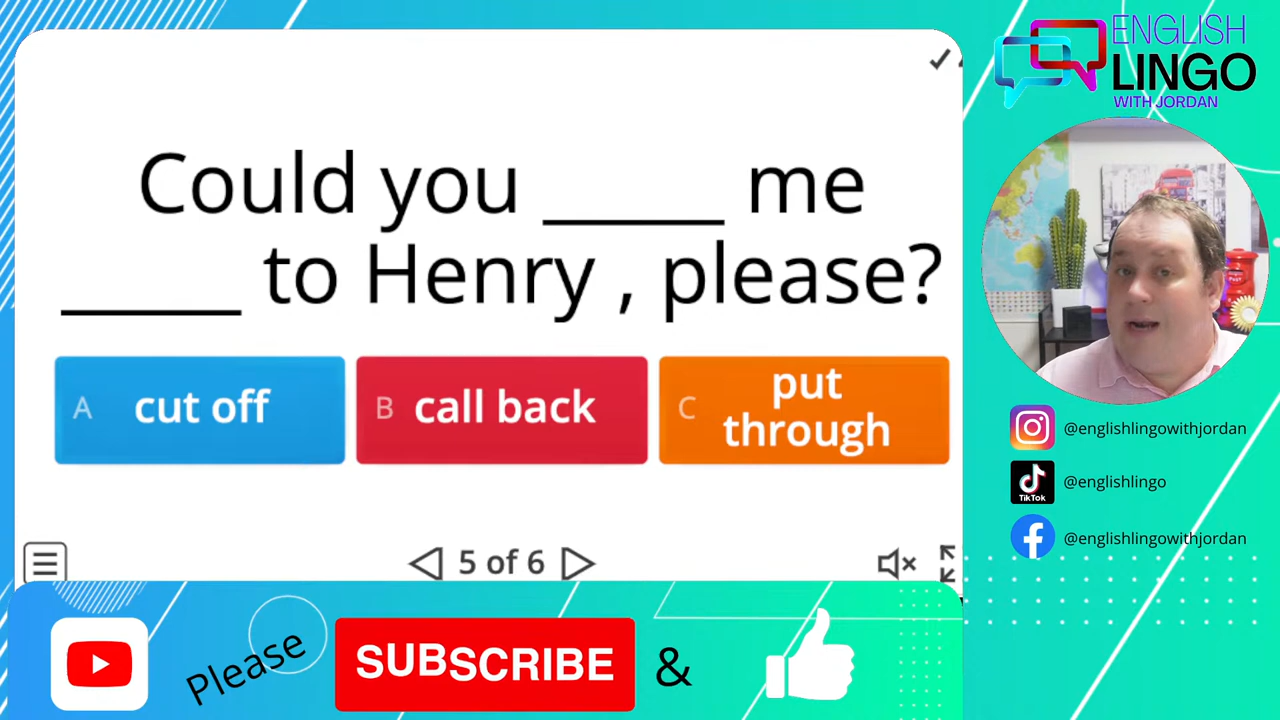 ENGLISH
LINGO
WITH JORDAN
Could you _____ me
_____ to Henry , please?
A cut off
B call back
C put
through
5 of 6
@englishlingowithjordan
TikTok
@englishlingo
@englishlingowithjordan
Please
SUBSCRIBE
&